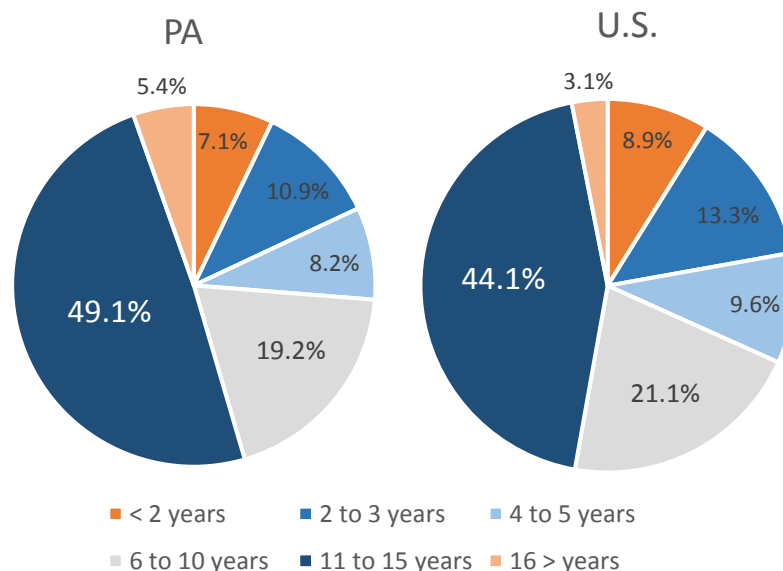 PA
U.S.
5.4%
7.1%
10.9%
8.2%
19.2%
49.1%
3.1%
8.9%
13.3%
9.6%
21.1%
44.1%
< 2 years
2 to 3 years
4 to 5 years
6 to 10 years
11 to 15 years
16 > years